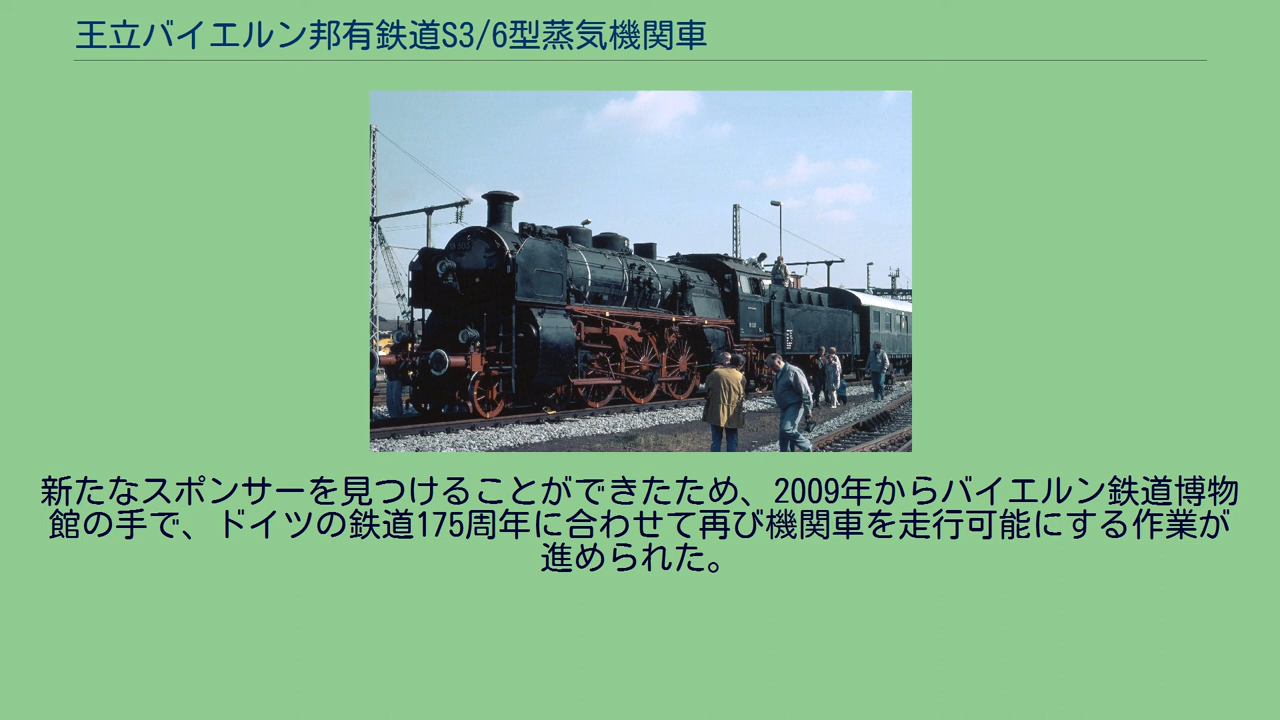 王立バイエルン邦有鉄道S3/6型蒸気機関車
新たなスポンサーを見つけることができたため、2009年からバイエルン鉄道博物
館の手で、ドイツの鉄道175周年に合わせて再び機関車を走行可能にする作業が
進められた。